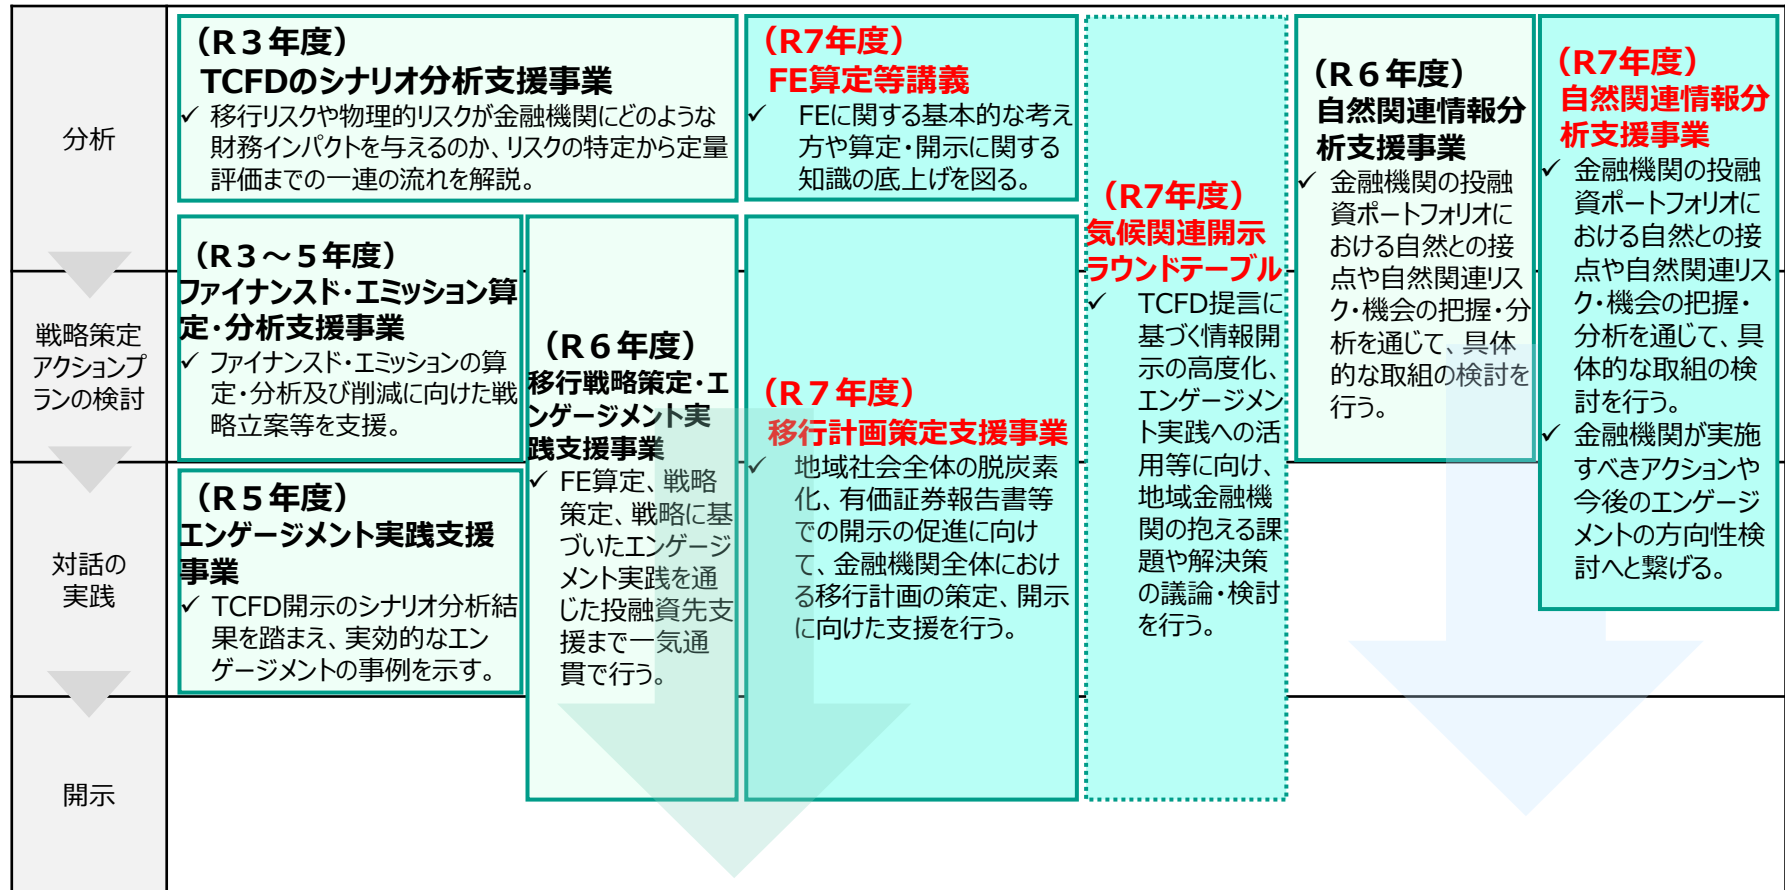 分析
戦略策定
アクションプ
ランの検討
対話の
実践
開示
（R３年度）
TCFDのシナリオ分析支援事業
✓ 移行リスクや物理的リスクが金融機関にどのような
財務インパクトを与えるのか、リスクの特定から定量
評価までの一連の流れを解説。
（R３～５年度）
ファイナンスド・エミッション算
定・分析支援事業
✓ ファイナンスド・エミッションの算
定・分析及び削減に向けた戦
略立案等を支援。
（R５年度）
エンゲージメント実践支援
事業
✓ TCFD開示のシナリオ分析結
果を踏まえ、実効的なエン
ゲージメントの事例を示す。
（R６年度）
移行戦略策定・エ
ンゲージメント実
践支援事業
✓ FE算定、戦略
策定、戦略に基
づいたエンゲージ
メント実践を通
じた投融資先支
援まで一気通
貫で行う。
（R7年度）
FE算定等講義
✓ FEに関する基本的な考え
方や算定・開示に関する
知識の底上げを図る。
（R７年度）
移行計画策定支援事業
✓ 地域社会全体の脱炭素
化、有価証券報告書等
での開示の促進に向け
て、金融機関全体におけ
る移行計画の策定、開示
に向けた支援を行う。
（R7年度）
気候関連開示
ラウンドテーブル
✓ TCFD提言に
基づく情報開
示の高度化、
エンゲージメン
ト実践への活
用等に向け、
地域金融機
関の抱える課
題や解決策
の議論・検討
を行う。
（R６年度）
自然関連情報分
析支援事業
✓ 金融機関の投融
資ポートフォリオに
おける自然との接
点や自然関連リス
ク・機会の把握・分
析を通じて、具体
的な取組の検討を
行う。
（R7年度）
自然関連情報分
析支援事業
✓ 金融機関の投融
資ポートフォリオに
おける自然との接
点や自然関連リス
ク・機会の把握・
分析を通じて、具
体的な取組の検
討を行う。
✓ 金融機関が実施
すべきアクションや
今後のエンゲージ
メントの方向性検
討へと繋げる。